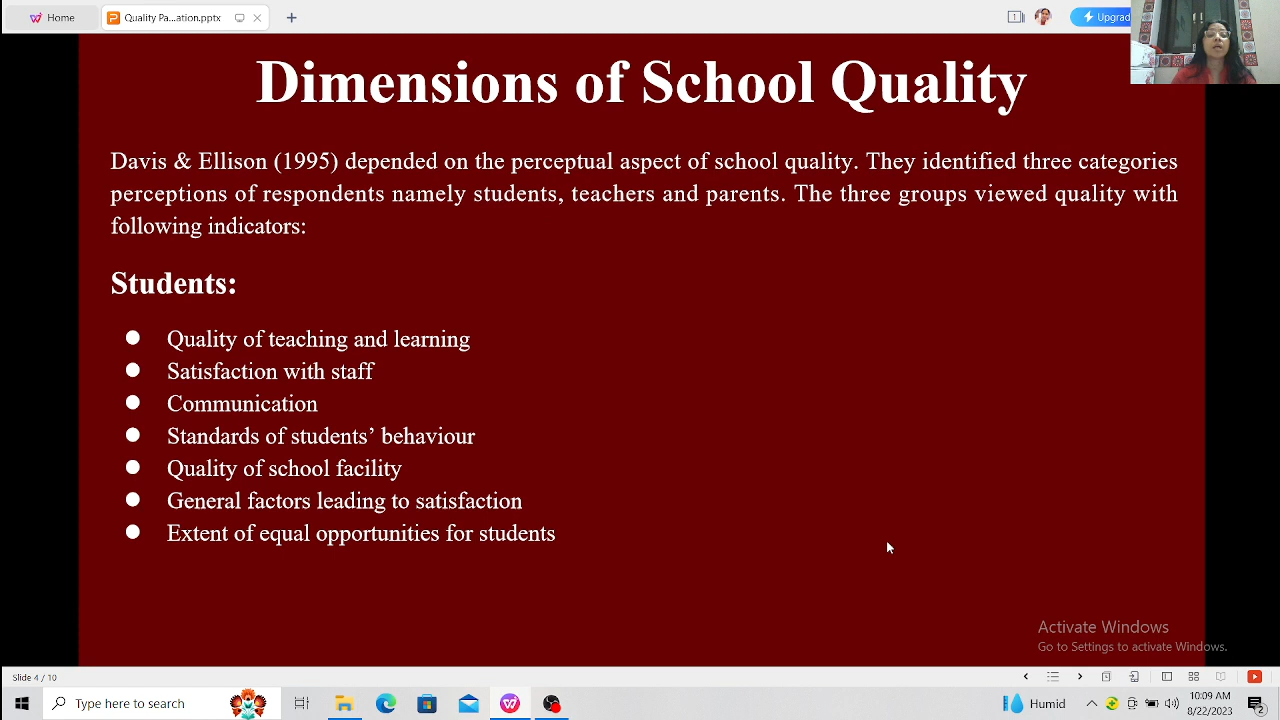 Home
Quality Pa...ation.pptx
1
Dimensions of School Quality
Davis & Ellison (1995) depended on the perceptual aspect of school quality. They identified three categories
perceptions of respondents namely students, teachers and parents. The three groups viewed quality with
following indicators:
Students:
Quality of teaching and learning
Satisfaction with staff
Communication
Standards of students’ behaviour
Quality of school facility
General factors leading to satisfaction
Extent of equal opportunities for students
Activate Windows
Go to Settings to activate Windows.
Slide 4 / 10
Type here to search
Humid
10:09 AM
8/22/2023
2